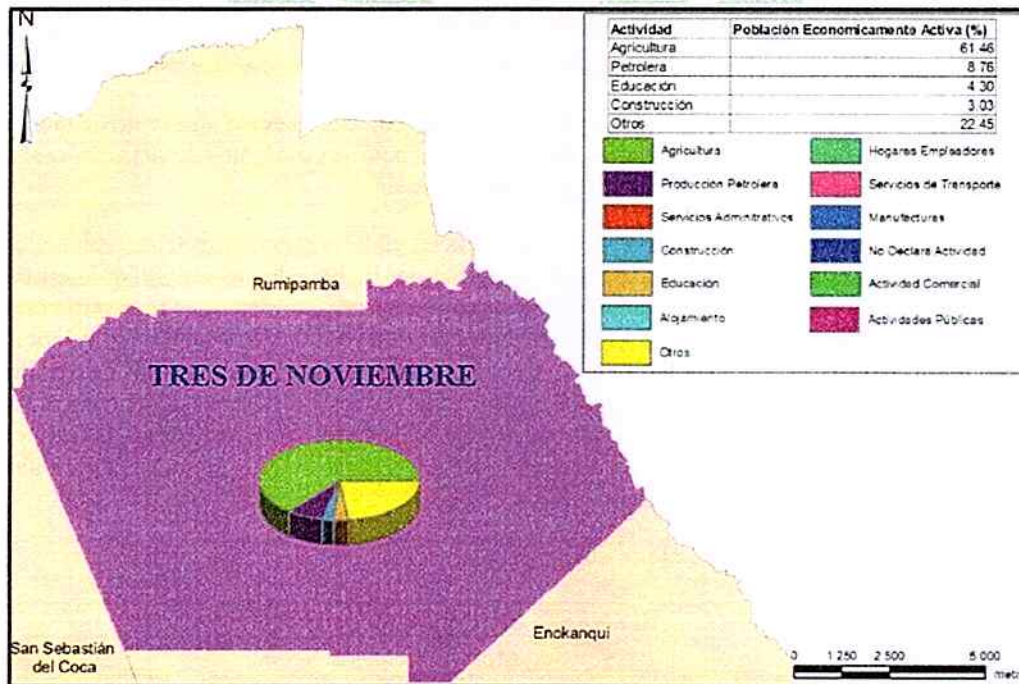 N
Actividad Población Economicamente Activa (%)
Agricultura 61.46
Petrolera 8.76
Educación 4.30
Construcción 3.03
Otros 22.45
Agricultura Hogares Empleadores
Producción Petrolera Servicios de Transporte
Servicios Adminitrativos Manufacturas
Construcción No Declara Actividad
Educación Actividad Comercial
Alojamiento Actividades Públicas
Otros
Rumipamba
TRES DE NOVIEMBRE
Enokanqui
San Sebastián
del Coca
0 1 250 2 500 5 000